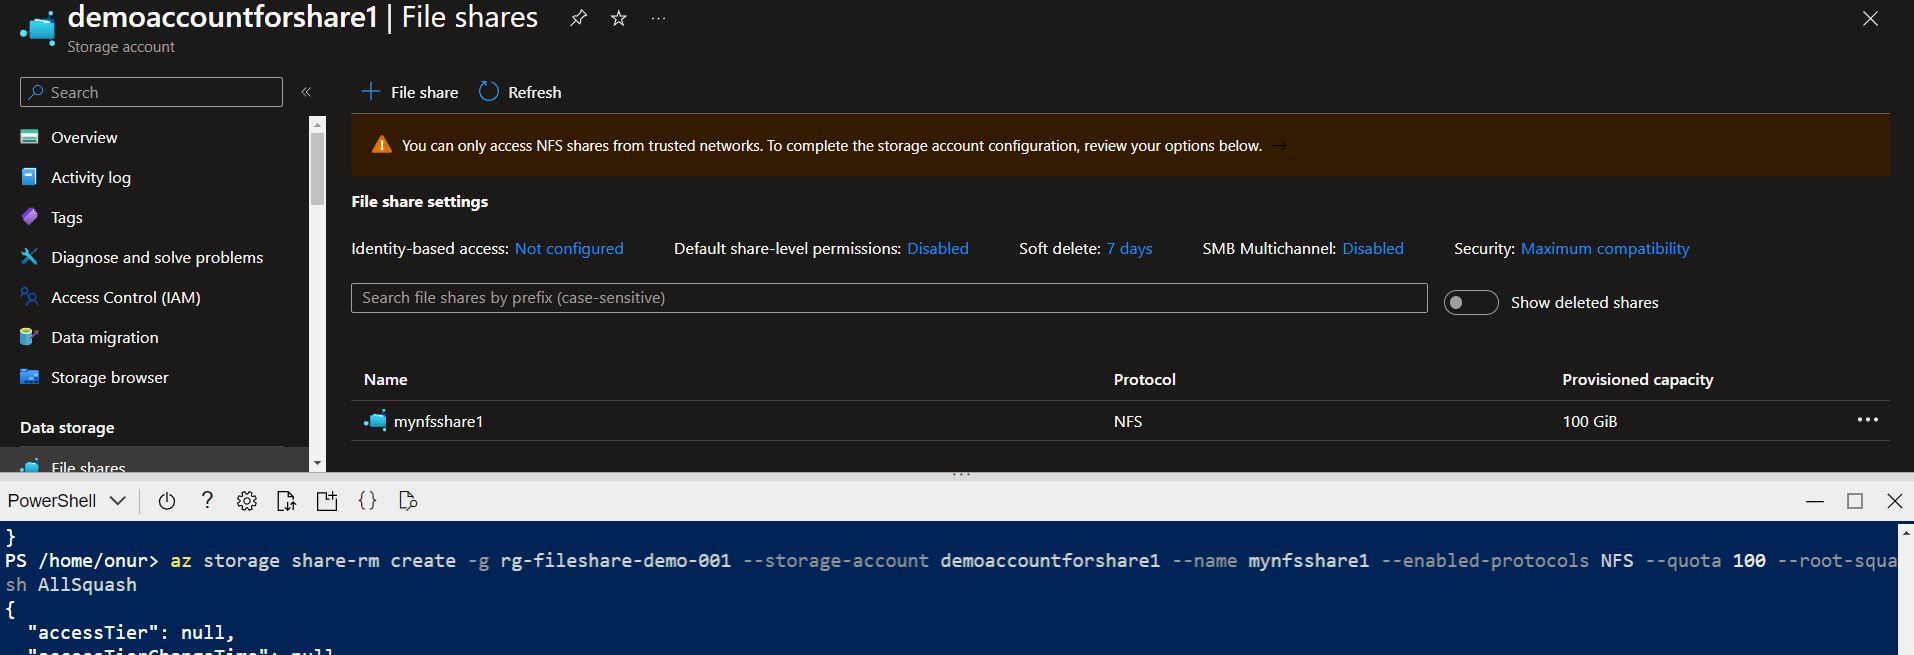 demoaccountforshare1 | File shares
Storage account
Search
File share
Refresh
Overview
Activity log
Tags
Diagnose and solve problems
Access Control (IAM)
Data migration
Storage browser
Data storage
File shares
You can only access NFS shares from trusted networks. To complete the storage account configuration, review your options below.
File share settings
Identity-based access: Not configured Default share-level permissions: Disabled Soft delete: 7 days SMB Multichannel: Disabled Security: Maximum compatibility
Search file shares by prefix (case-sensitive)
Show deleted shares
Name Protocol Provisioned capacity
mynfsshare1 NFS 100 GiB
PowerShell
}
PS /home/onur> az storage share-rm create -g rg-fileshare-demo-001 --storage-account demoaccountforshare1 --name mynfsshare1 --enabled-protocols NFS --quota 100 --root-squa
sh AllSquash
{
"accessTier": null,
"accessTierChangeTime": null